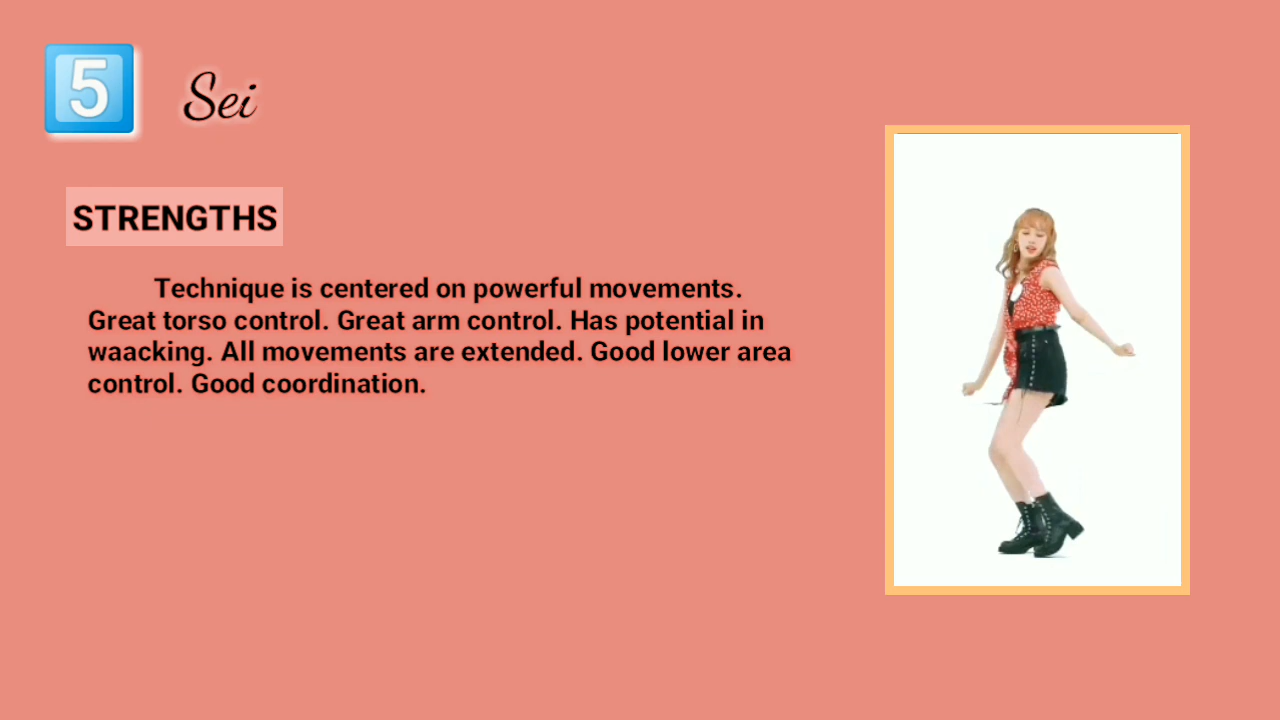 5 Sei
STRENGTHS
Technique is centered on powerful movements.
Great torso control. Great arm control. Has potential in
waacking. All movements are extended. Good lower area
control. Good coordination.